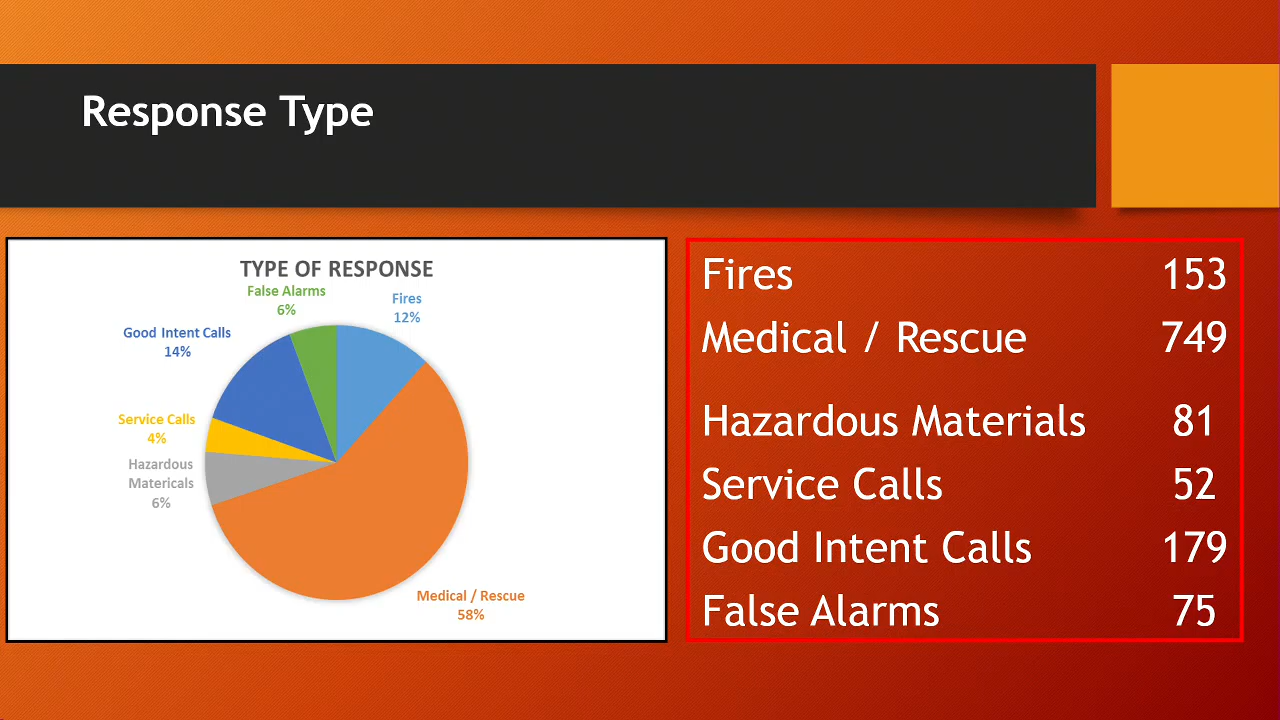 Response Type
TYPE OF RESPONSE
False Alarms
6%
Fires
12%
Good Intent Calls
14%
Service Calls
4%
Hazardous
Matericals
6%
Medical / Rescue
58%
Fires 153
Medical / Rescue 749
Hazardous Materials 81
Service Calls 52
Good Intent Calls 179
False Alarms 75